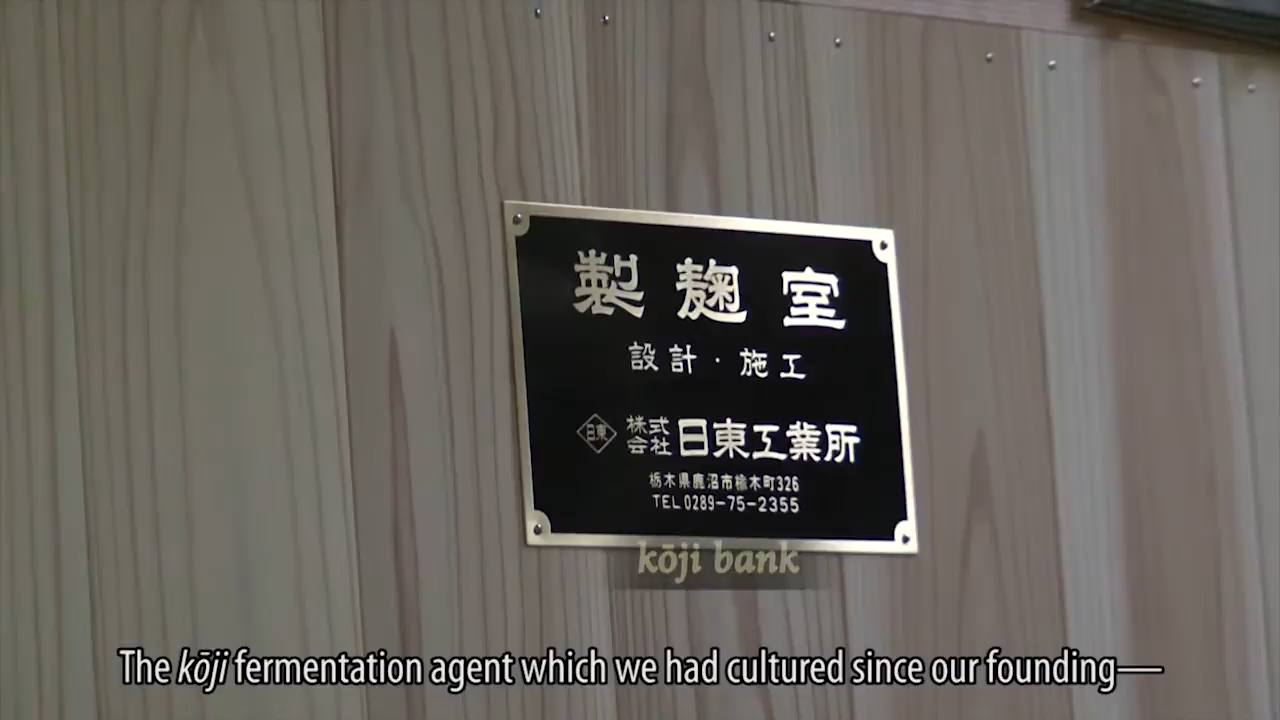 製麹室
設計・施工
日東 株式会社日東工業所
栃木県鹿沼市楡木町326
TEL 0289-75-2355
kōji bank
The kōji fermentation agent which we had cultured since our founding—